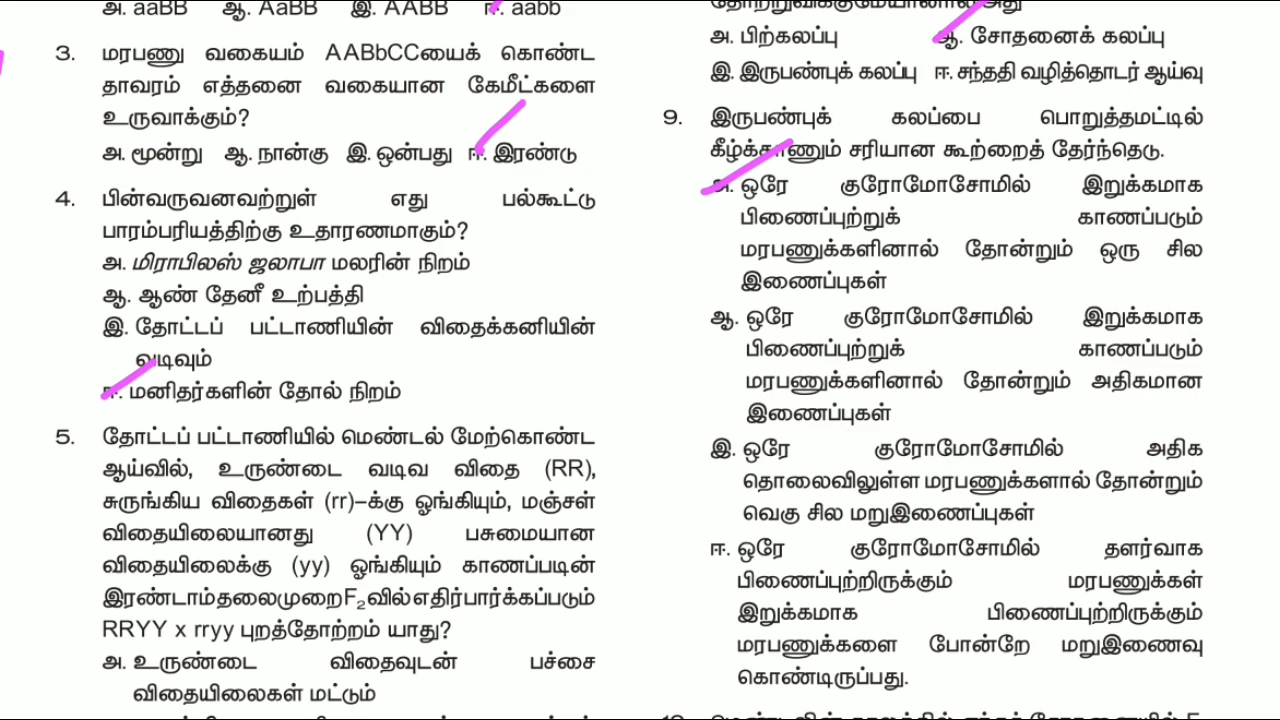 அ. aaBB ஆ. AaBB இ. AABB ஈ. aabb
3. மரபணு வகையம் AABbCCயைக் கொண்ட
தாவரம் எத்தனை வகையான கேமீட்களை
உருவாக்கும்?
அ. மூன்று ஆ. நான்கு இ. ஒன்பது ஈ. இரண்டு
4. பின்வருவனவற்றுள் எது பல்கூட்டு
பாரம்பரியத்திற்கு உதாரணமாகும்?
அ. மிராபிலஸ் ஜலாபா மலரின் நிறம்
ஆ. ஆண் தேனீ உற்பத்தி
இ. தோட்டப் பட்டாணியின் விதைக்கனியின்
வடிவும்
ஈ. மனிதர்களின் தோல் நிறம்
5. தோட்டப் பட்டாணியில் மெண்டல் மேற்கொண்ட
ஆய்வில், உருண்டை வடிவ விதை (RR),
சுருங்கிய விதைகள் (rr)–க்கு ஓங்கியும், மஞ்சள்
விதையிலையானது (YY) பசுமையான
விதையிலைக்கு (yy) ஓங்கியும் காணப்படின்
இரண்டாம்தலைமுறை F₂வில் எதிர்பார்க்கப்படும்
RRYY x rryy புறத்தோற்றம் யாது?
அ. உருண்டை விதைவுடன் பச்சை
விதையிலைகள் மட்டும்
தோற்றுவிக்குமேயானால் அது
அ. பிற்கலப்பு ஆ. சோதனைக் கலப்பு
இ. இருபண்புக் கலப்பு ஈ. சந்ததி வழித்தொடர் ஆய்வு
9. இருபண்புக் கலப்பை பொறுத்தமட்டில்
கீழ்க்காணும் சரியான கூற்றைத் தேர்ந்தெடு.
அ. ஒரே குரோமோசோமில் இறுக்கமாக
பிணைப்புற்றுக் காணப்படும்
மரபணுக்களினால் தோன்றும் ஒரு சில
இணைப்புகள்
ஆ. ஒரே குரோமோசோமில் இறுக்கமாக
பிணைப்புற்றுக் காணப்படும்
மரபணுக்களினால் தோன்றும் அதிகமான
இணைப்புகள்
இ. ஒரே குரோமோசோமில் அதிக
தொலைவிலுள்ள மரபணுக்களால் தோன்றும்
வெகு சில மறுஇணைப்புகள்
ஈ. ஒரே குரோமோசோமில் தளர்வாக
பிணைப்புற்றிருக்கும் மரபணுக்கள்
இறுக்கமாக பிணைப்புற்றிருக்கும்
மரபணுக்களை போன்றே மறுஇணைவு
கொண்டிருப்பது.